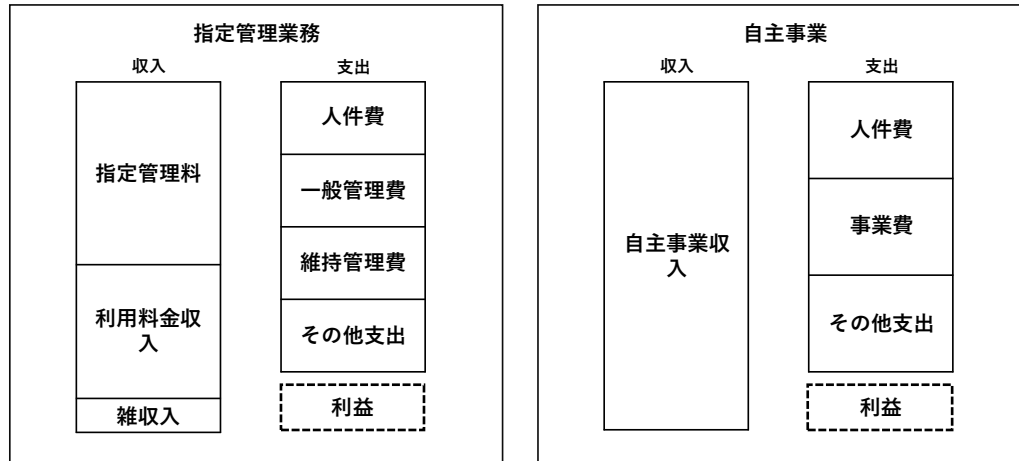 指定管理業務
収入
支出
指定管理料
利用料金収
入
雑収入
人件費
一般管理費
維持管理費
その他支出
利益
自主事業
収入
支出
自主事業収
入
人件費
事業費
その他支出
利益